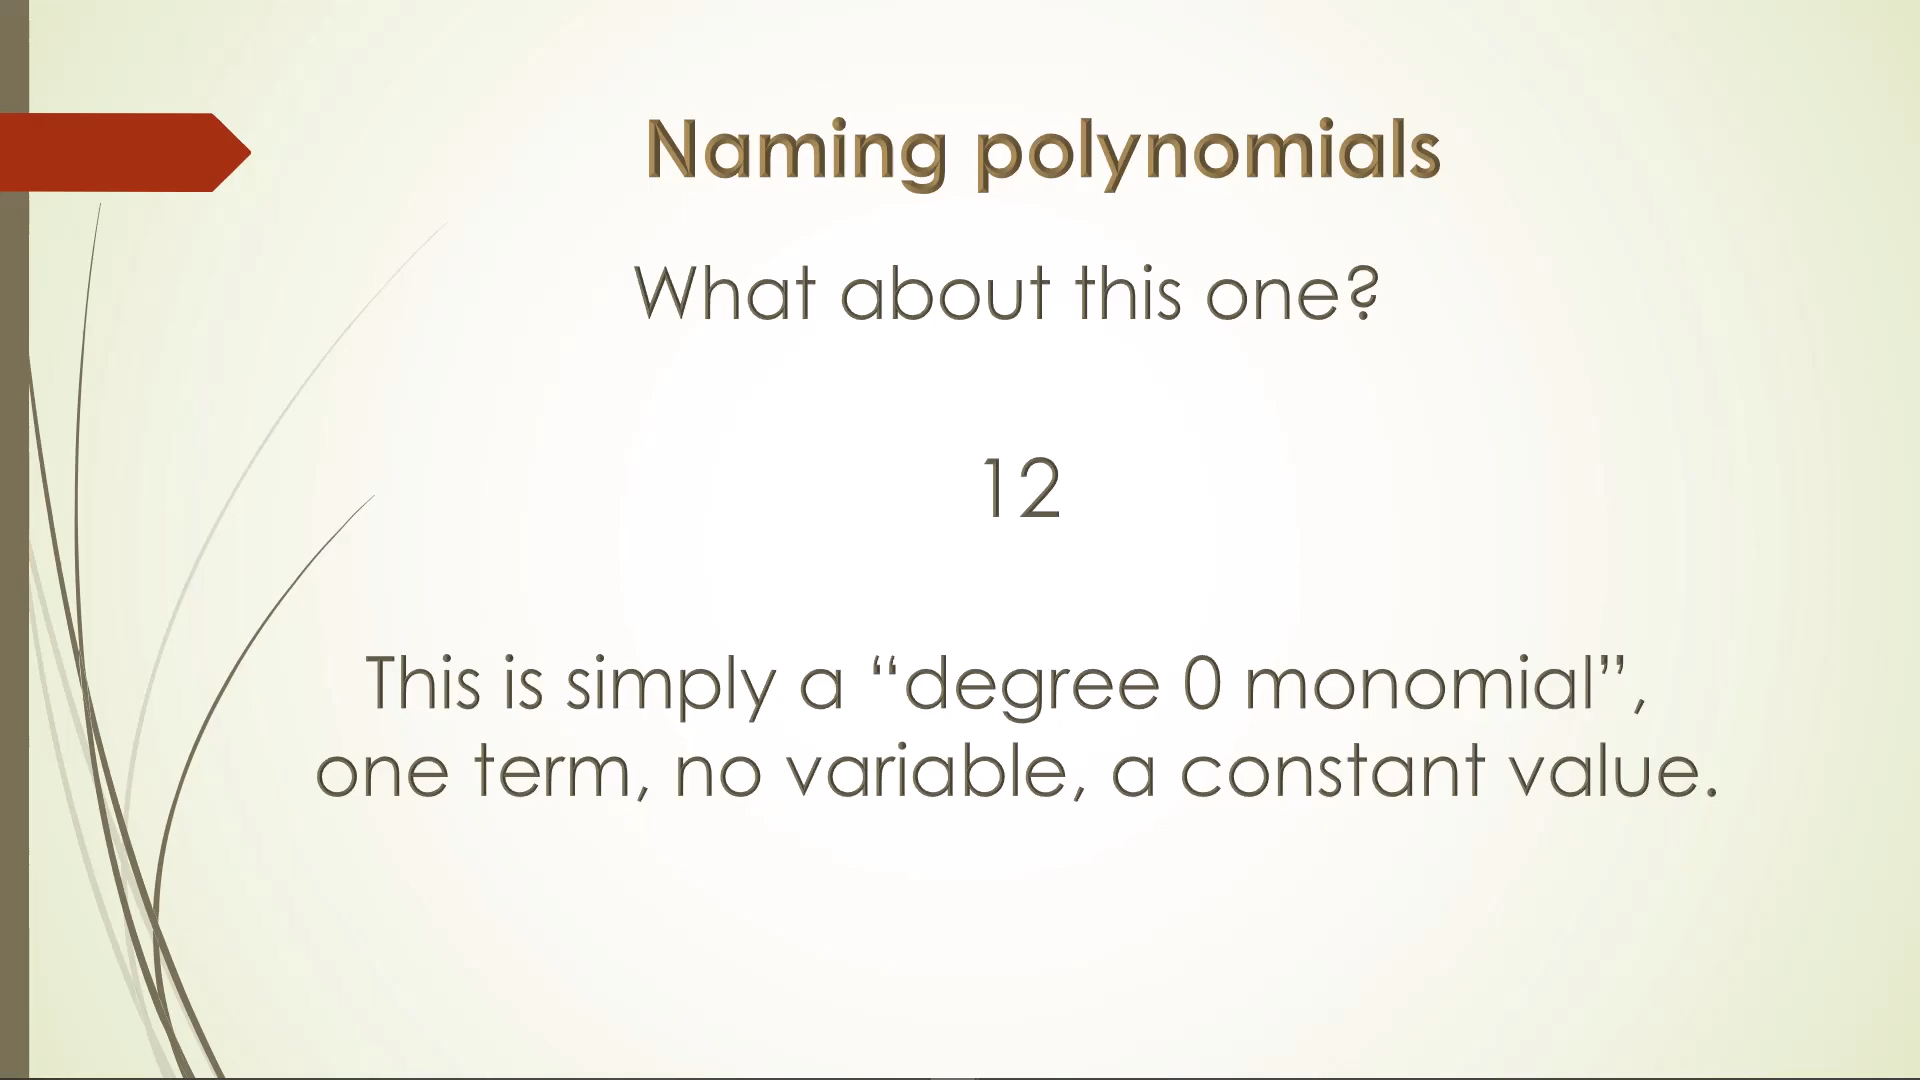 Naming polynomials
What about this one?
12
This is simply a “degree 0 monomial”,
one term, no variable, a constant value.